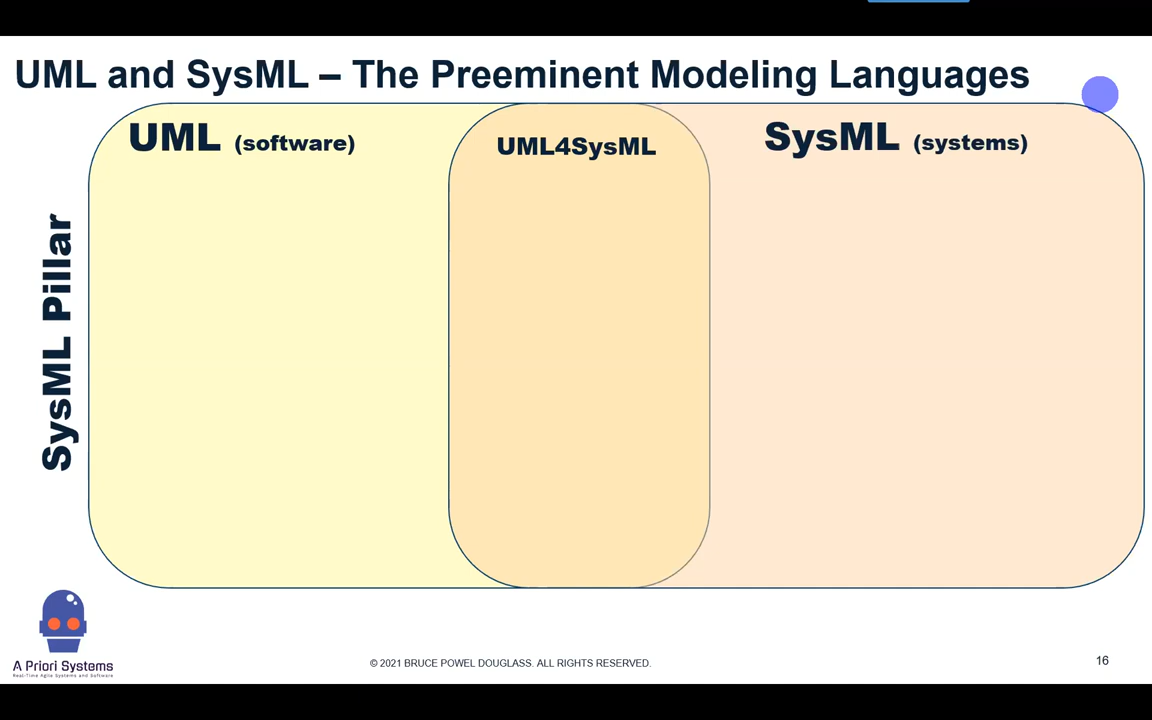 UML and SysML – The Preeminent Modeling Languages
UML (software)
UML4SysML
SysML (systems)
SysML Pillar
A Priori Systems
Real-Time Agile Systems and Software
© 2021 BRUCE POWEL DOUGLASS. ALL RIGHTS RESERVED.
16